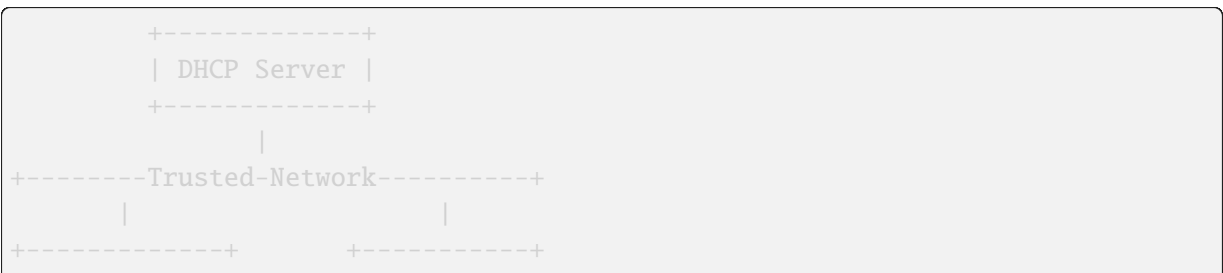 +--------------+
         | DHCP Server |
         +--------------+
                |
+--------Trusted-Network-----------+
       |                    |
+--------------+       +------------+